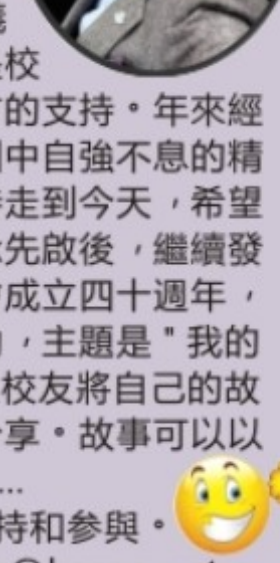 校
的支持。年來經
中自強不息的精
走到今天，希望
先啟後，繼續發
成立四十週年，
，主題是＂我的
校友將自己的故
享。故事可以以
...
持和參與。